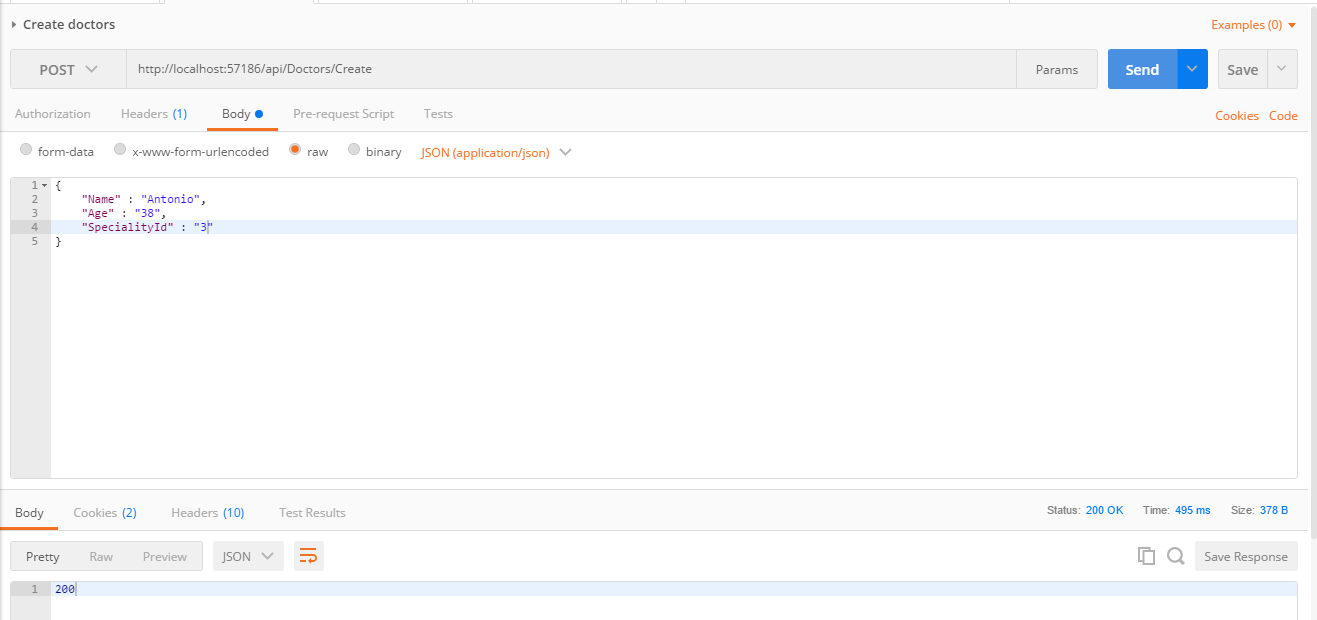 Create doctors Examples (0)
POST http://localhost:57186/api/Doctors/Create Params Send Save
Authorization Headers (1) Body Pre-request Script Tests Cookies Code
form-data x-www-form-urlencoded raw binary JSON (application/json)
1 {
2 "Name" : "Antonio",
3 "Age" : "38",
4 "SpecialityId" : "3"
5 }
Body Cookies (2) Headers (10) Test Results Status: 200 OK Time: 495 ms Size: 378 B
Pretty Raw Preview JSON Save Response
1 200